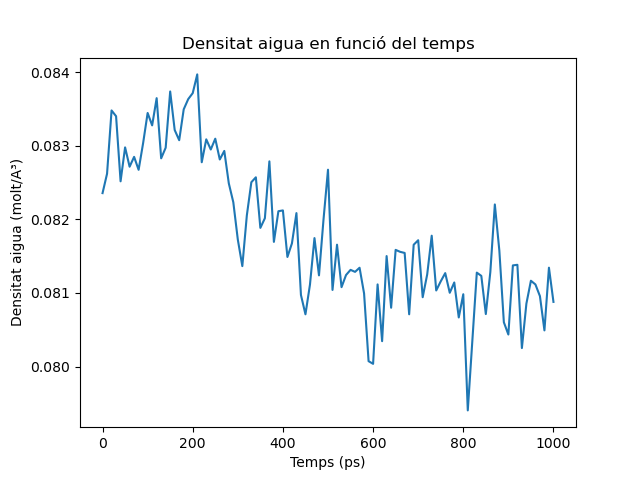 Densitat aigua en funció del temps
Densitat aigua (molt/A³)
0.084
0.083
0.082
0.081
0.080
0 200 400 600 800 1000
Temps (ps)